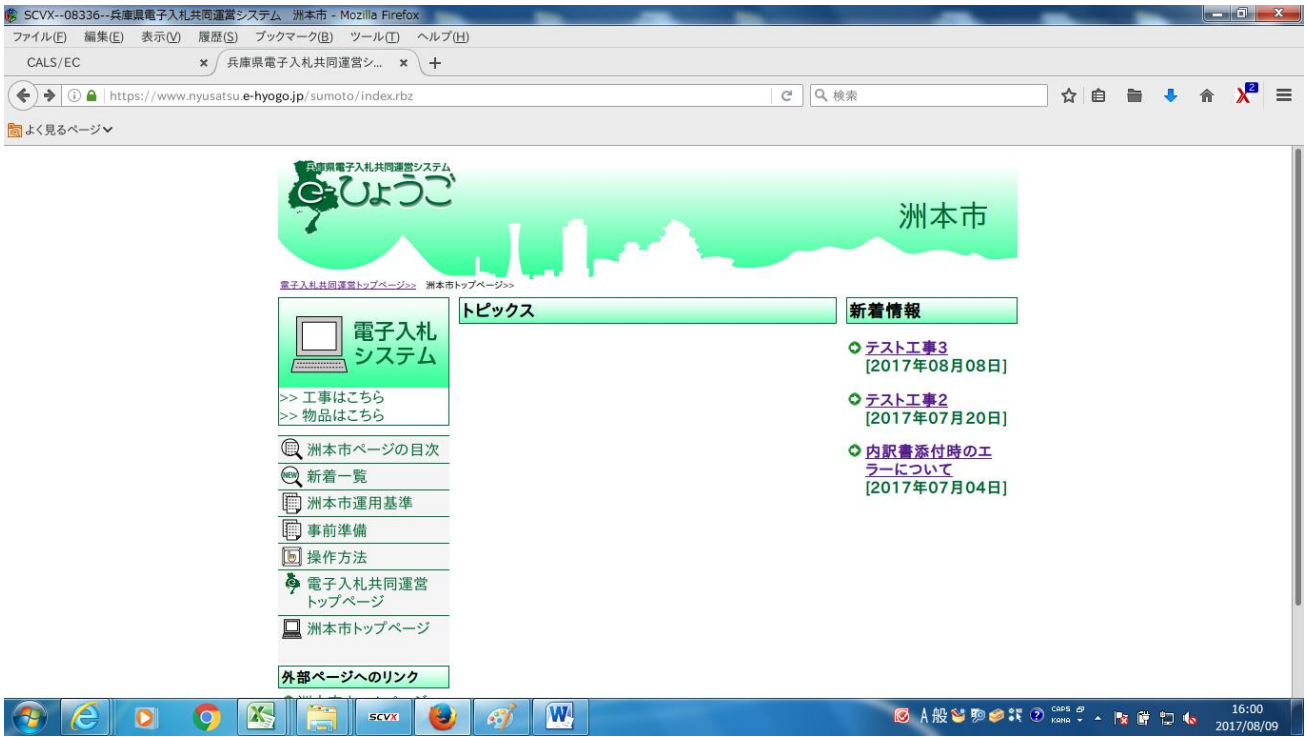 SCVX--08336--兵庫県電子入札共同運営システム　洲本市 - Mozilla Firefox
ファイル(F) 編集(E) 表示(V) 履歴(S) ブックマーク(B) ツール(T) ヘルプ(H)
CALS/EC × 兵庫県電子入札共同運営シ... × +
https://www.nyusatsu.e-hyogo.jp/sumoto/index.rbz 検索 2
よく見るページ
兵庫県電子入札共同運営システム
e-ひょうご
洲本市
電子入札共同運営トップページ>> 洲本市トップページ>>
電子入札
システム
>> 工事はこちら
>> 物品はこちら
洲本市ページの目次
NEW 新着一覧
洲本市運用基準
事前準備
操作方法
電子入札共同運営
トップページ
洲本市トップページ
外部ページへのリンク
トピックス
新着情報
テスト工事3
[2017年08月08日]
テスト工事2
[2017年07月20日]
内訳書添付時のエ
ラーについて
[2017年07月04日]
SCVX
A 般
CAPS
KANA
16:00
2017/08/09